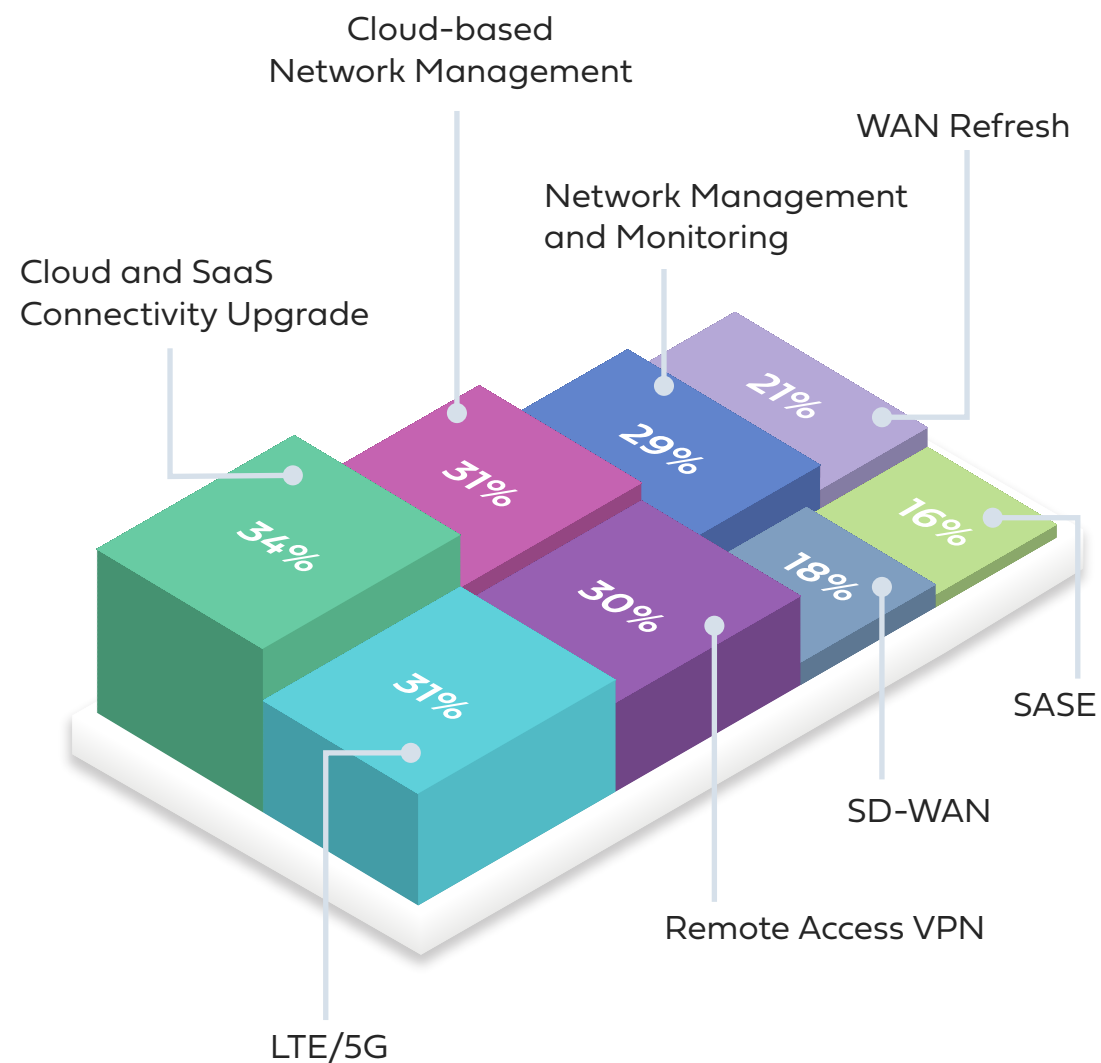 Cloud-based
Network Management
WAN Refresh
Network Management
and Monitoring
Cloud and SaaS
Connectivity Upgrade
21%
29%
31%
34%
16%
18%
30%
31%
SASE
SD-WAN
Remote Access VPN
LTE/5G